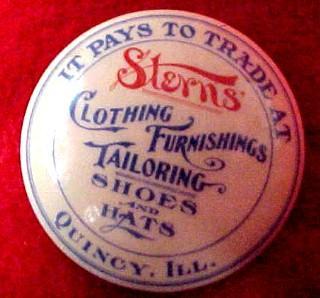 IT PAYS TO TRADE AT
Sterns
CLOTHING
FURNISHINGS
TAILORING
SHOES
AND
HATS
QUINCY, ILL.